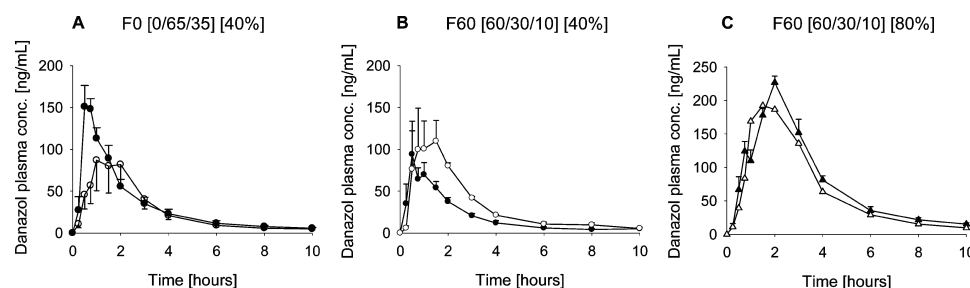 A F0 [0/65/35] [40%]
Danazol plasma conc. [ng/mL]
200
150
100
50
0
0 2 4 6 8 10
Time [hours]
B F60 [60/30/10] [40%]
Danazol plasma conc. [ng/mL]
200
150
100
50
0
0 2 4 6 8 10
Time [hours]
C F60 [60/30/10] [80%]
Danazol plasma conc. [ng/mL]
250
200
150
100
50
0
0 2 4 6 8 10
Time [hours]